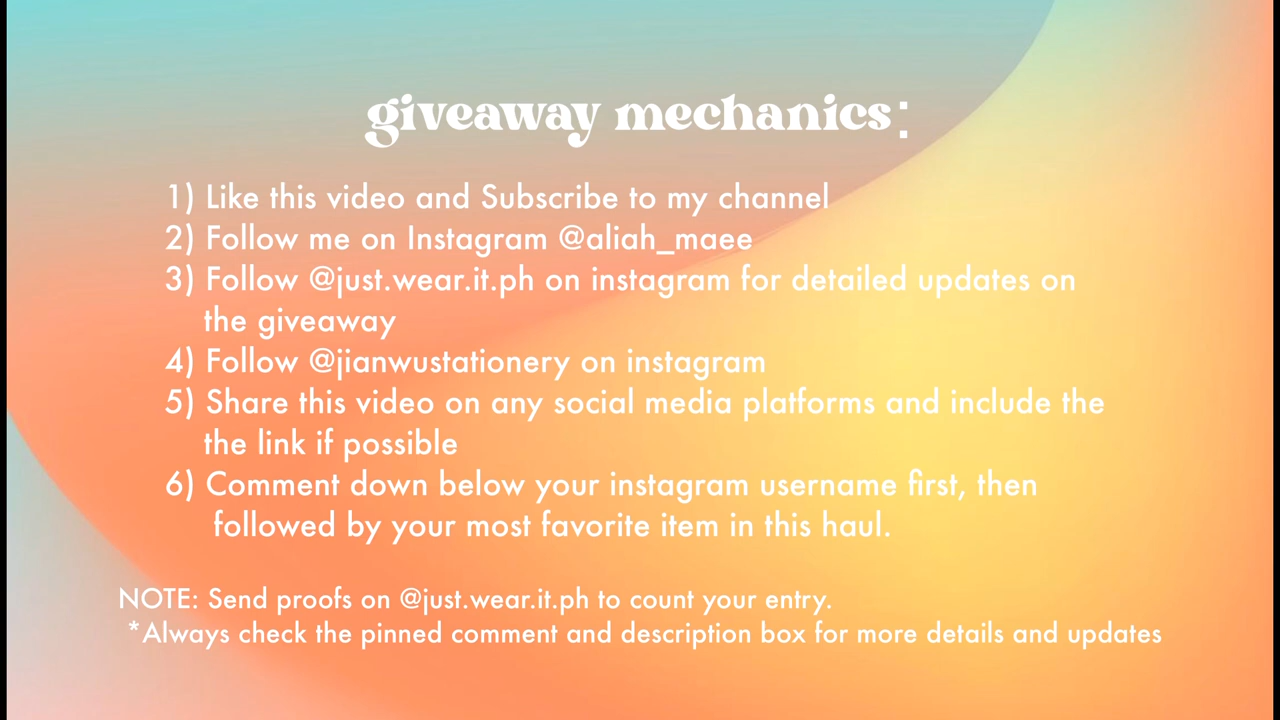 giveaway mechanics:
1) Like this video and Subscribe to my channel
2) Follow me on Instagram @aliah_maee
3) Follow @just.wear.it.ph on instagram for detailed updates on
the giveaway
4) Follow @jianwustationery on instagram
5) Share this video on any social media platforms and include the
the link if possible
6) Comment down below your instagram username first, then
followed by your most favorite item in this haul.
NOTE: Send proofs on @just.wear.it.ph to count your entry.
*Always check the pinned comment and description box for more details and updates